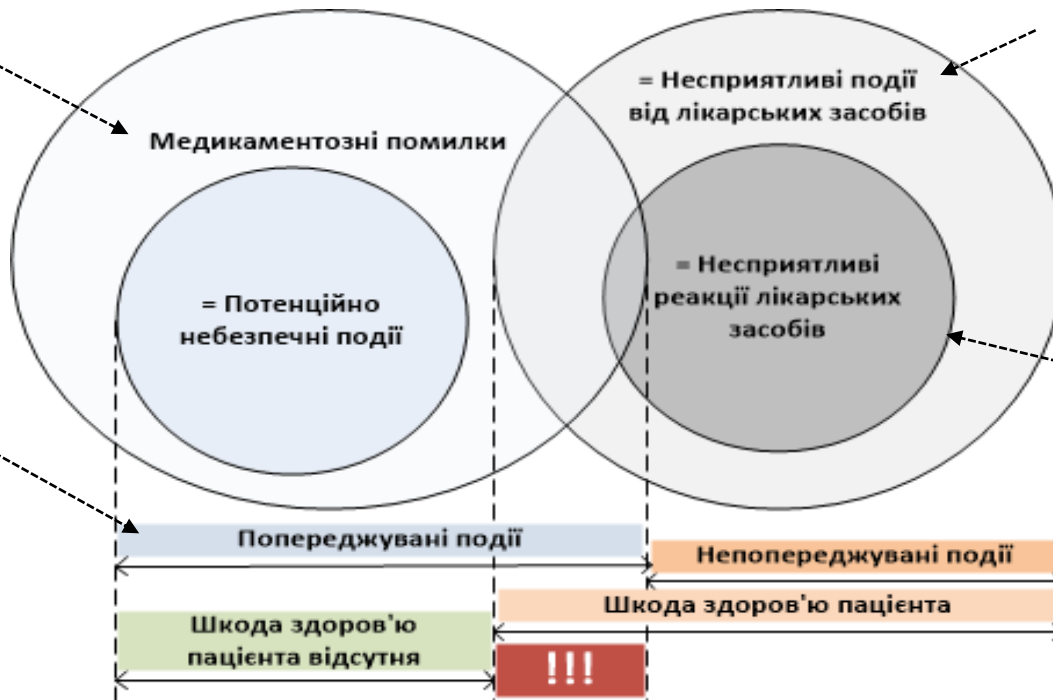 = Несприятливі події
від лікарських засобів
Медикаментозні помилки
= Потенційно
небезпечні події
= Несприятливі
реакції лікарських
засобів
Попереджувані події
Непопереджувані події
Шкода здоров'ю пацієнта
Шкода здоров'ю
пацієнта відсутня
!!!